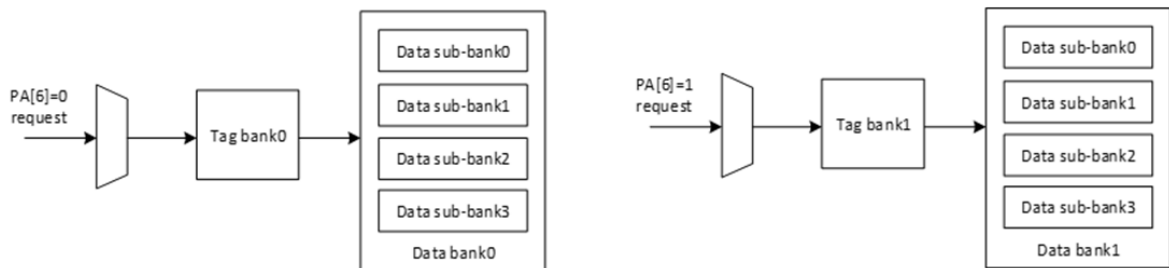 PA[6]=0
request
Tag bank0
Data sub-bank0
Data sub-bank1
Data sub-bank2
Data sub-bank3
Data bank0
PA[6]=1
request
Tag bank1
Data sub-bank0
Data sub-bank1
Data sub-bank2
Data sub-bank3
Data bank1